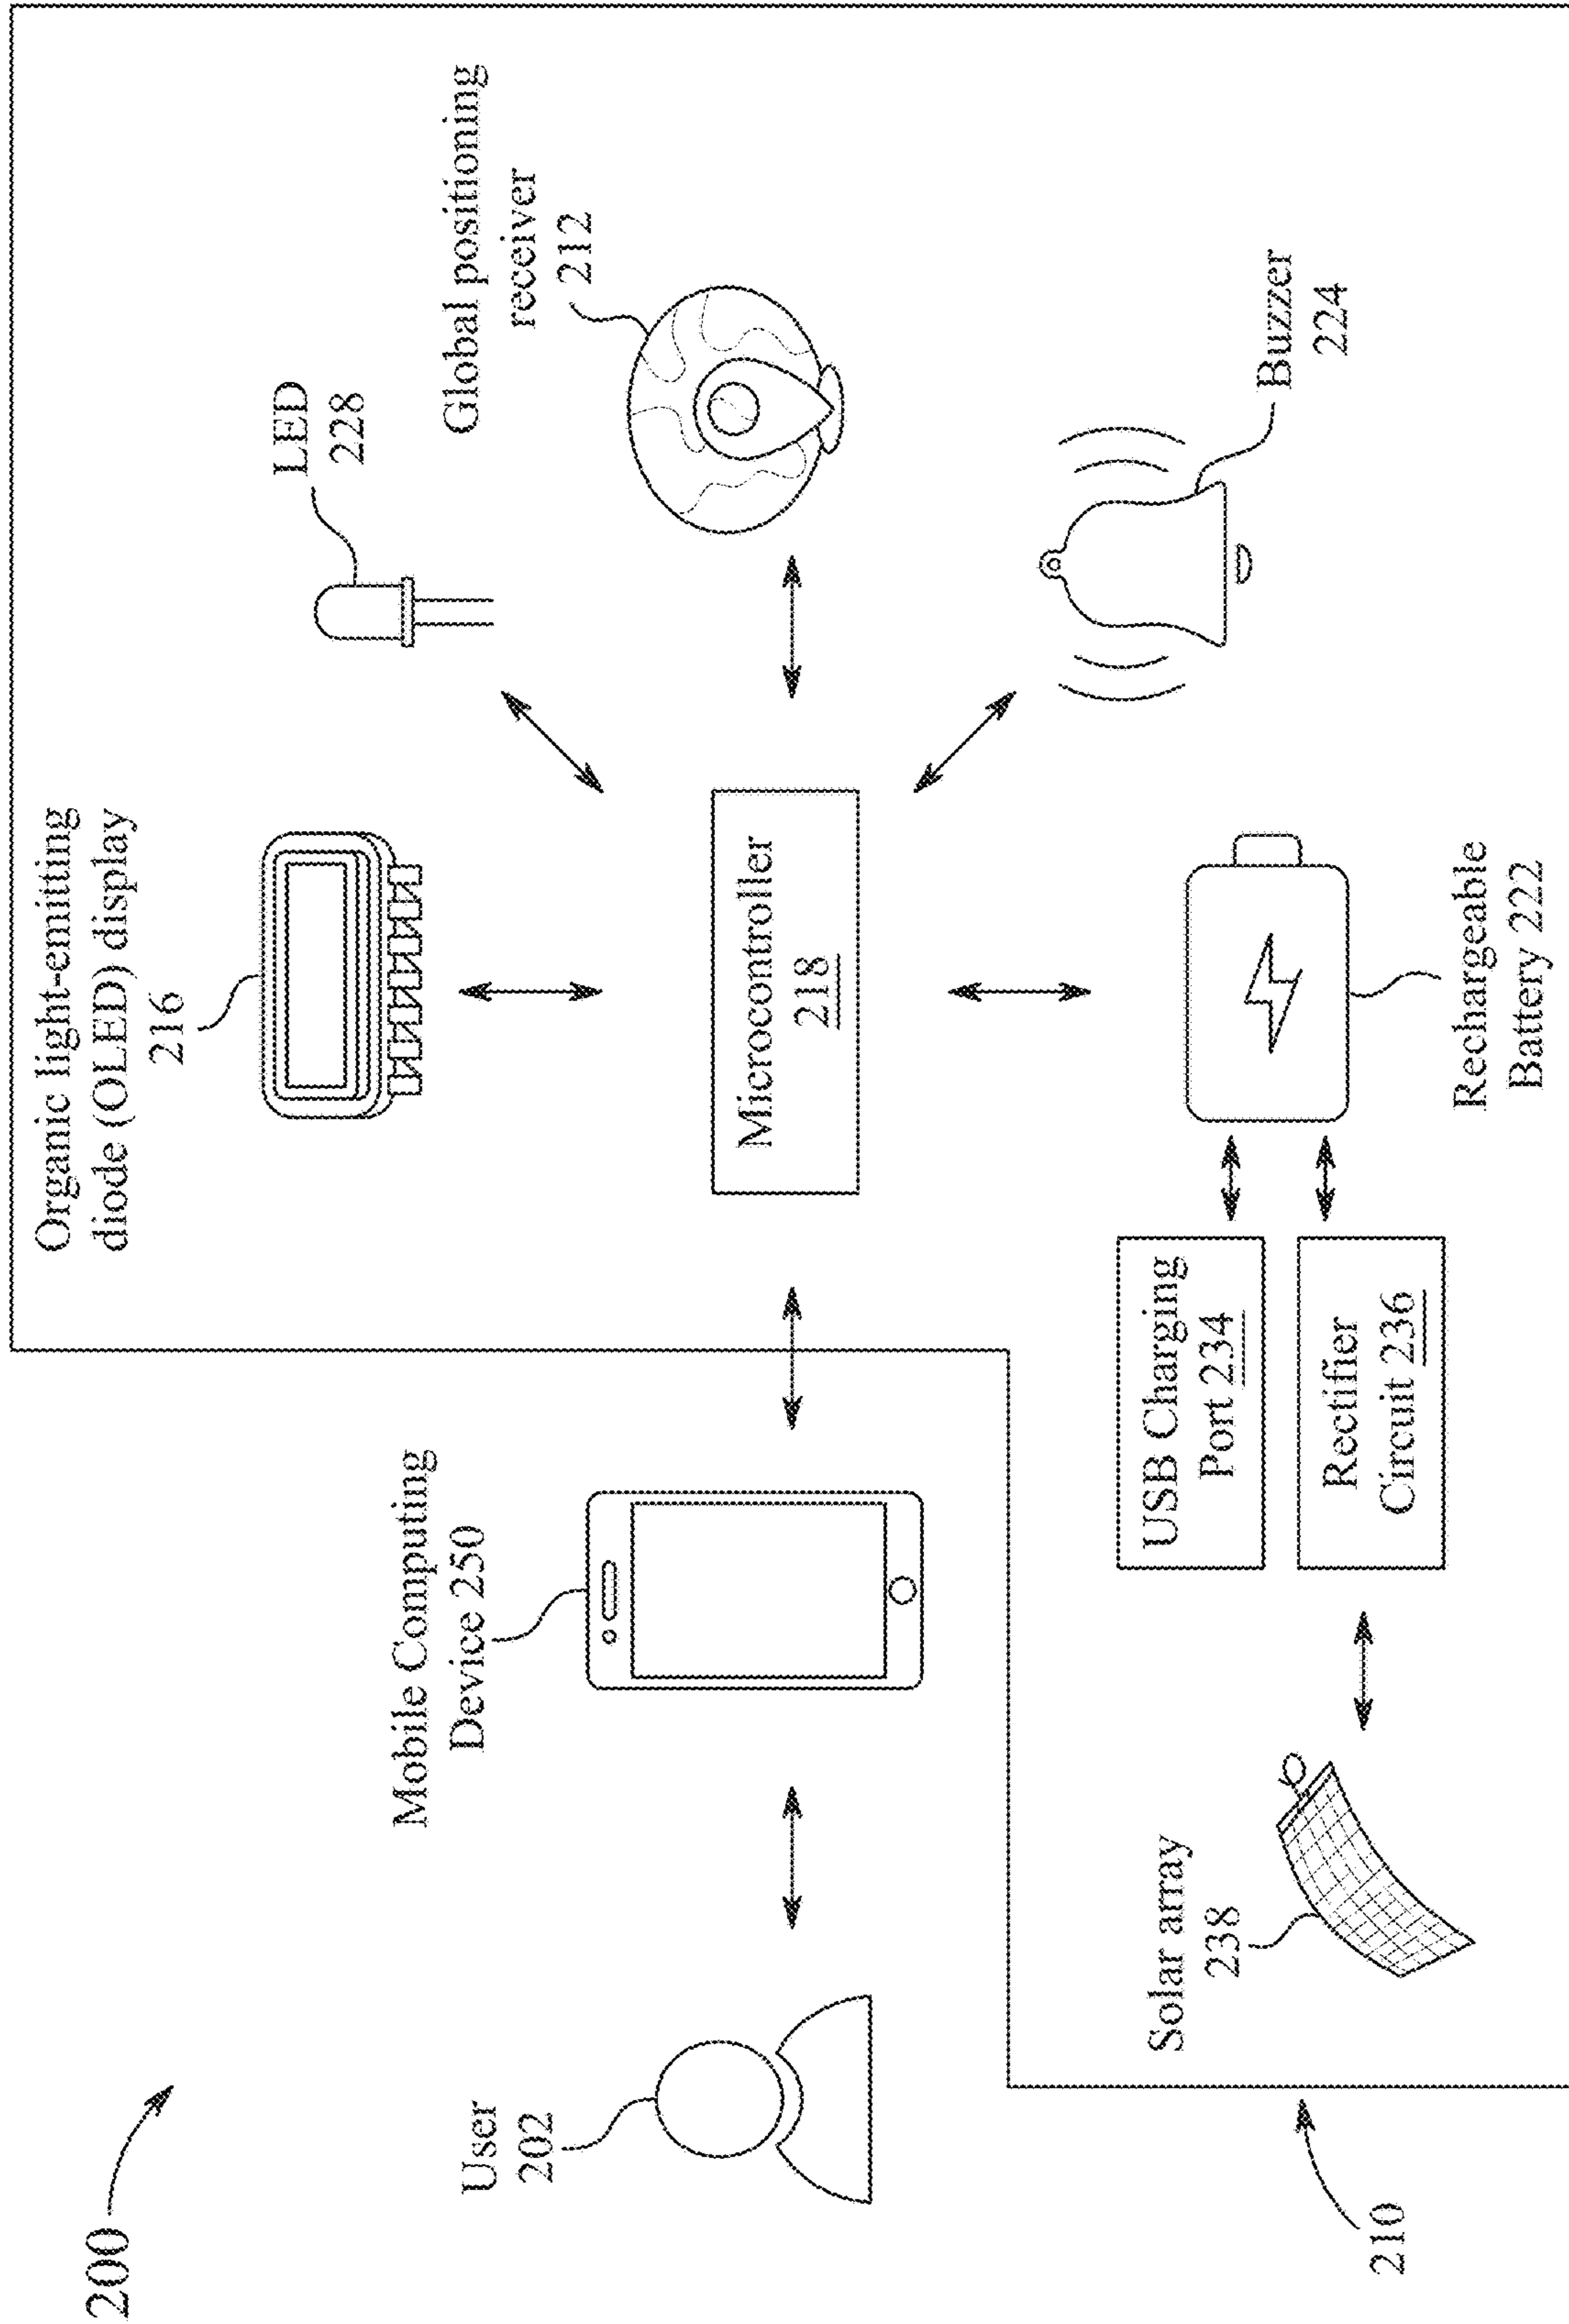 200
Organic light-emitting
diode (OLED) display
216
LED
228
Global positioning
receiver
212
Mobile Computing
Device 250
User
202
Microcontroller
218
Buzzer
224
USB Charging
Port 234
Rectifier
Circuit 236
Rechargeable
Battery 222
Solar array
238
210